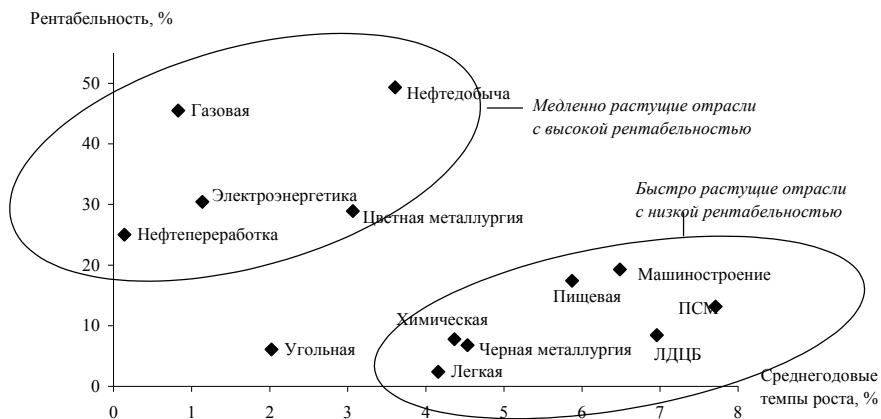 Рентабельность, %
50
Нефтедобыча
Медленно растущие отрасли
с высокой рентабельностью
Газовая
40
30
Электроэнергетика
Цветная металлургия
Быстро растущие отрасли
с низкой рентабельностью
Нефтепереработка
20
Машиностроение
Пищевая
ПСМ
10
Химическая
Угольная
Черная металлургия
ЛДЦБ
Легкая
0
0 1 2 3 4 5 6 7 8
Среднегодовые
темпы роста, %